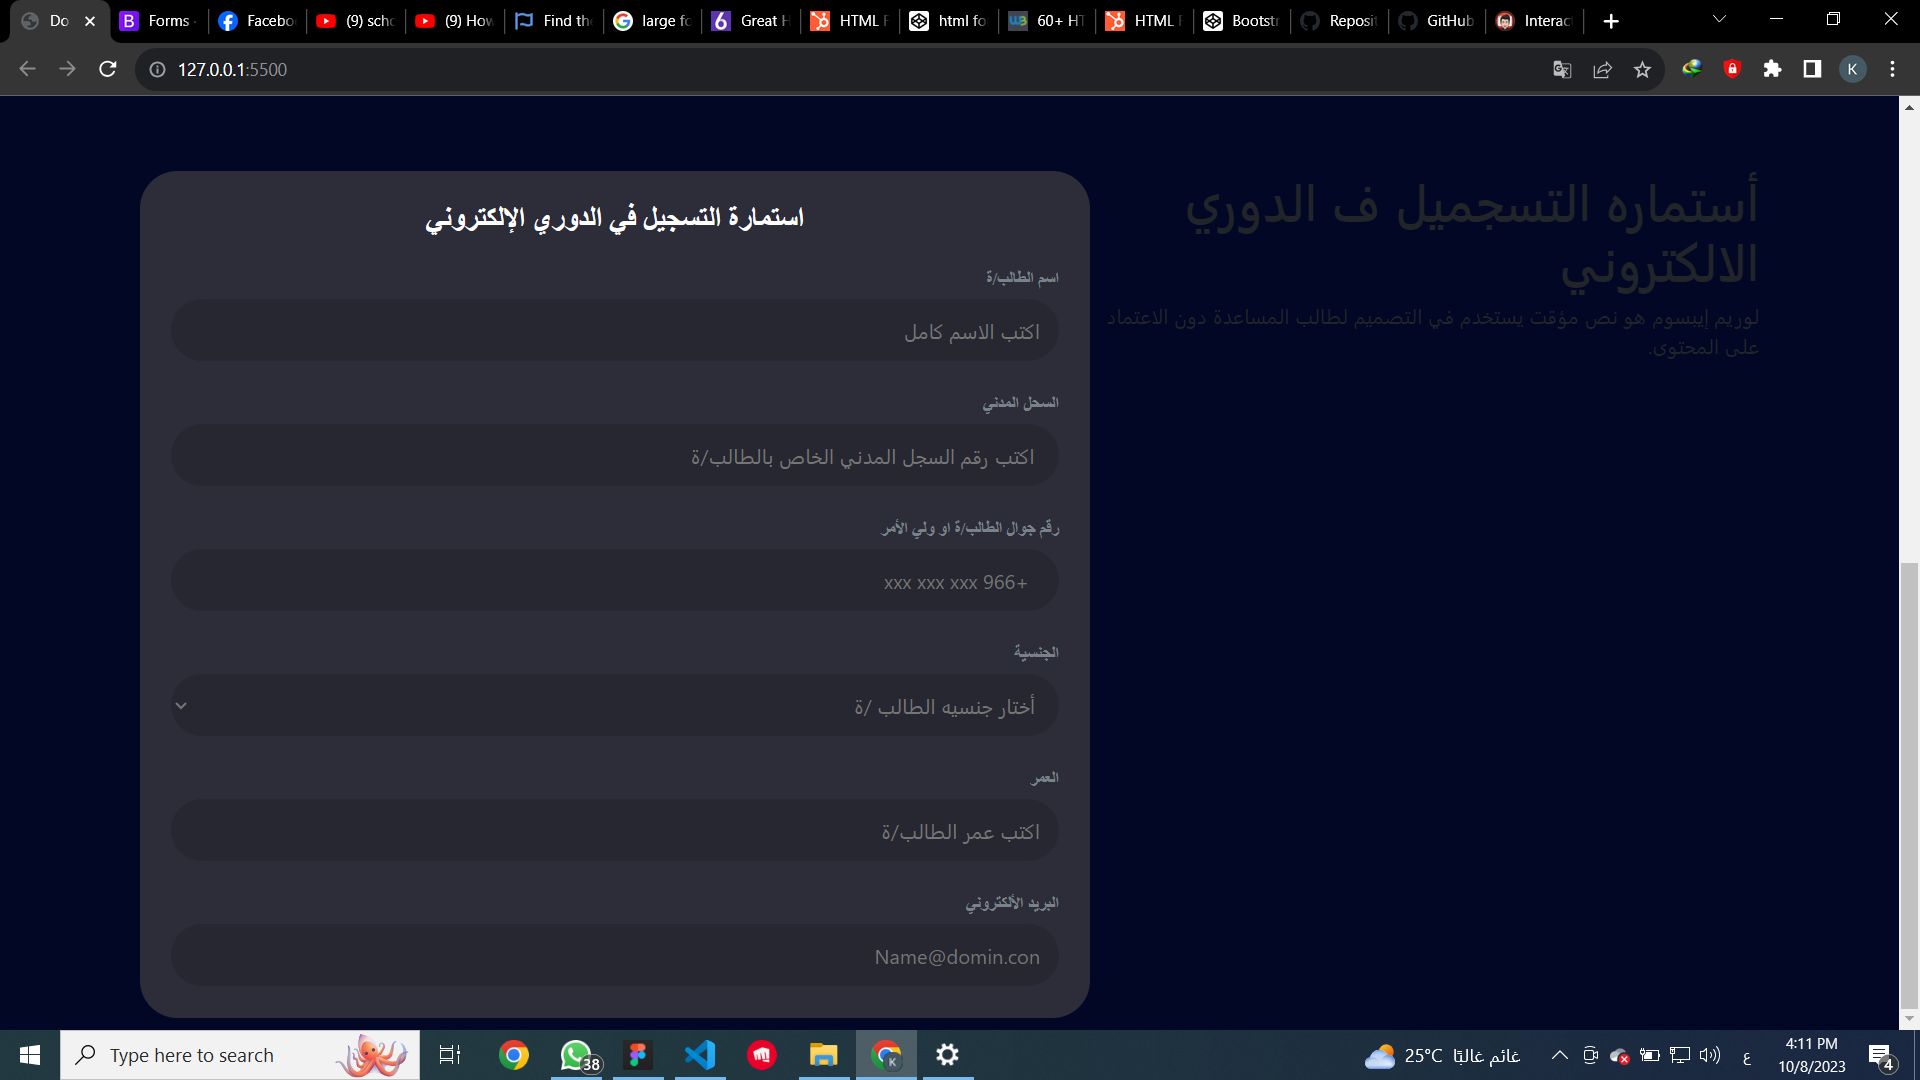 Do
Forms
Facebo
(9) scho
(9) How
Find the
large fo
Great H
HTML F
html fo
60+ HT
HTML F
Bootstr
Reposit
GitHub
Interac
127.0.0.1:5500
K
أستماره التسجميل ف الدوري
الالكتروني
لوريم إيبسوم هو نص مؤقت يستخدم في التصميم لطالب المساعدة دون الاعتماد
على المحتوى.
استمارة التسجيل في الدوري الإلكتروني
اسم الطالب/ة
اكتب الاسم كامل
السجل المدني
اكتب رقم السجل المدني الخاص بالطالب/ة
رقم جوال الطالب/ة او ولي الأمر
xxx xxx xxx 966+
الجنسية
أختار جنسيه الطالب /ة
العمر
اكتب عمر الطالب/ة
البريد الألكتروني
Name@domin.con
Type here to search
38
K
25°C غائم غالبًا
ع
4:11 PM
10/8/2023
4